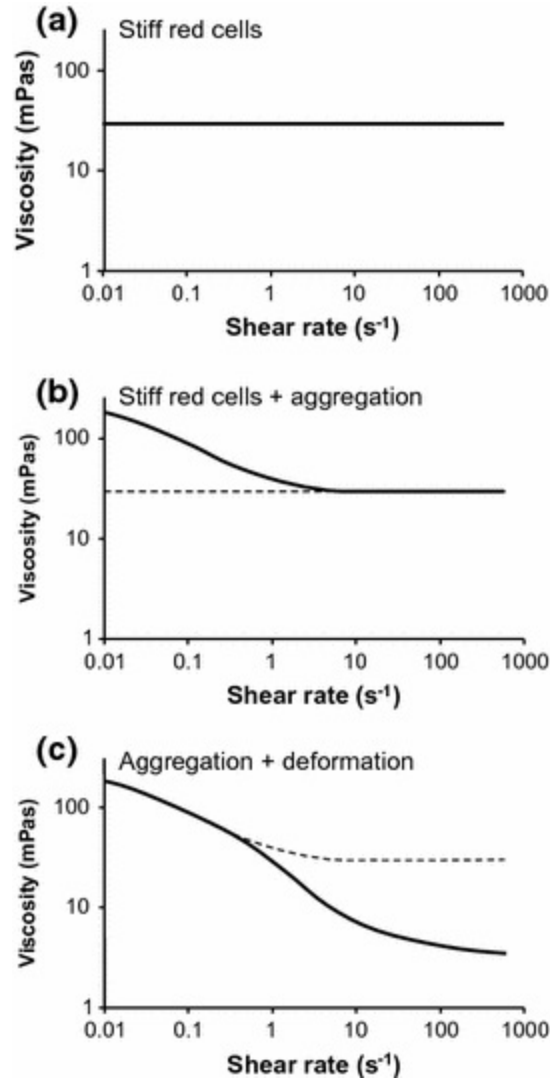 (a) Stiff red cells
Viscosity (mPas)
100
10
1
0.01 0.1 1 10 100 1000
Shear rate (s⁻¹)
(b) Stiff red cells + aggregation
Viscosity (mPas)
100
10
1
0.01 0.1 1 10 100 1000
Shear rate (s⁻¹)
(c) Aggregation + deformation
Viscosity (mPas)
100
10
1
0.01 0.1 1 10 100 1000
Shear rate (s⁻¹)